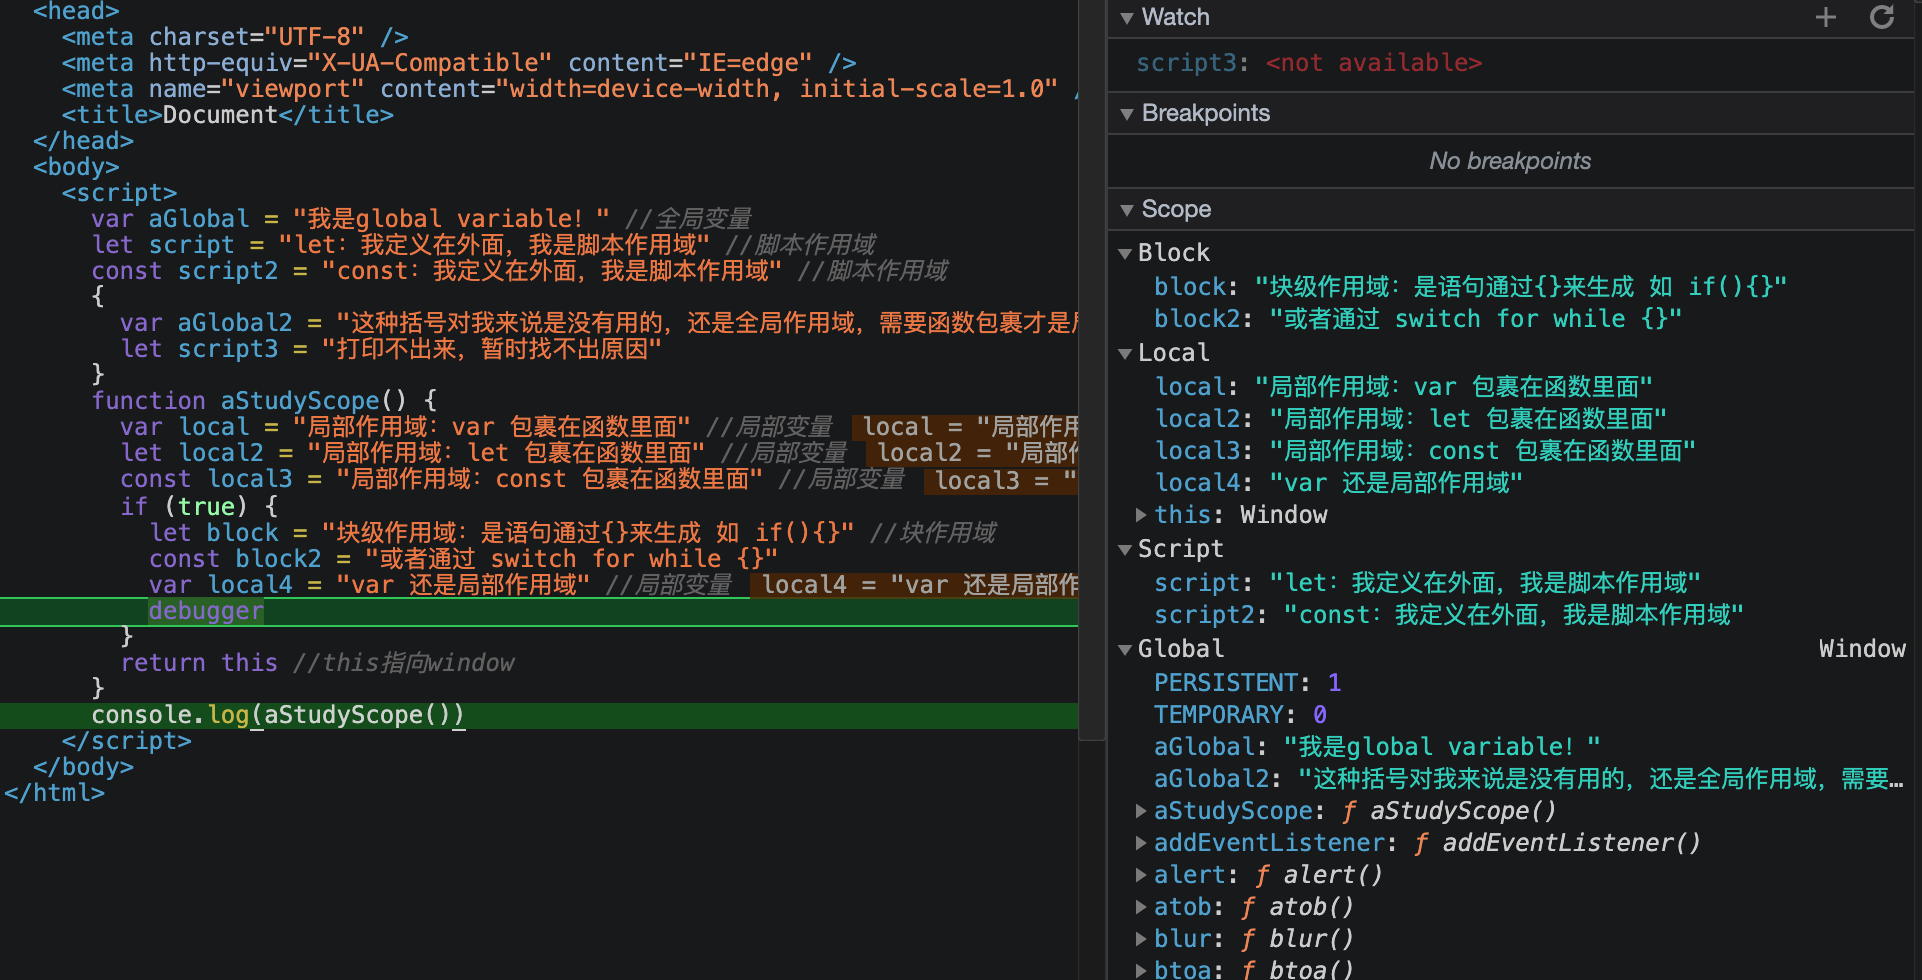 <head>
<meta charset="UTF-8" />
<meta http-equiv="X-UA-Compatible" content="IE=edge" />
<meta name="viewport" content="width=device-width, initial-scale=1.0" /
<title>Document</title>
</head>
<body>
<script>
var aGlobal = "我是global variable！" //全局变量
let script = "let：我定义在外面，我是脚本作用域" //脚本作用域
const script2 = "const：我定义在外面，我是脚本作用域" //脚本作用域
{
var aGlobal2 = "这种括号对我来说是没有用的，还是全局作用域，需要函数包裹才是
let script3 = "打印不出来，暂时找不出原因"
}
function aStudyScope() {
var local = "局部作用域：var 包裹在函数里面" //局部变量 local = "局部作用
let local2 = "局部作用域：let 包裹在函数里面" //局部变量 local2 = "局部
const local3 = "局部作用域：const 包裹在函数里面" //局部变量 local3 = "
if (true) {
let block = "块级作用域：是语句通过{}来生成 如 if(){}" //块作用域
const block2 = "或者通过 switch for while {}"
var local4 = "var 还是局部作用域" //局部变量 local4 = "var 还是局部作
debugger
}
return this //this指向window
}
console.log(aStudyScope())
</script>
</body>
</html>
Watch
script3: <not available>
Breakpoints
No breakpoints
Scope
Block
block: "块级作用域：是语句通过{}来生成 如 if(){}"
block2: "或者通过 switch for while {}"
Local
local: "局部作用域：var 包裹在函数里面"
local2: "局部作用域：let 包裹在函数里面"
local3: "局部作用域：const 包裹在函数里面"
local4: "var 还是局部作用域"
this: Window
Script
script: "let：我定义在外面，我是脚本作用域"
script2: "const：我定义在外面，我是脚本作用域"
Global Window
PERSISTENT: 1
TEMPORARY: 0
aGlobal: "我是global variable！"
aGlobal2: "这种括号对我来说是没有用的，还是全局作用域，需要…
aStudyScope: ƒ aStudyScope()
addEventListener: ƒ addEventListener()
alert: ƒ alert()
atob: ƒ atob()
blur: ƒ blur()
btoa: ƒ btoa()